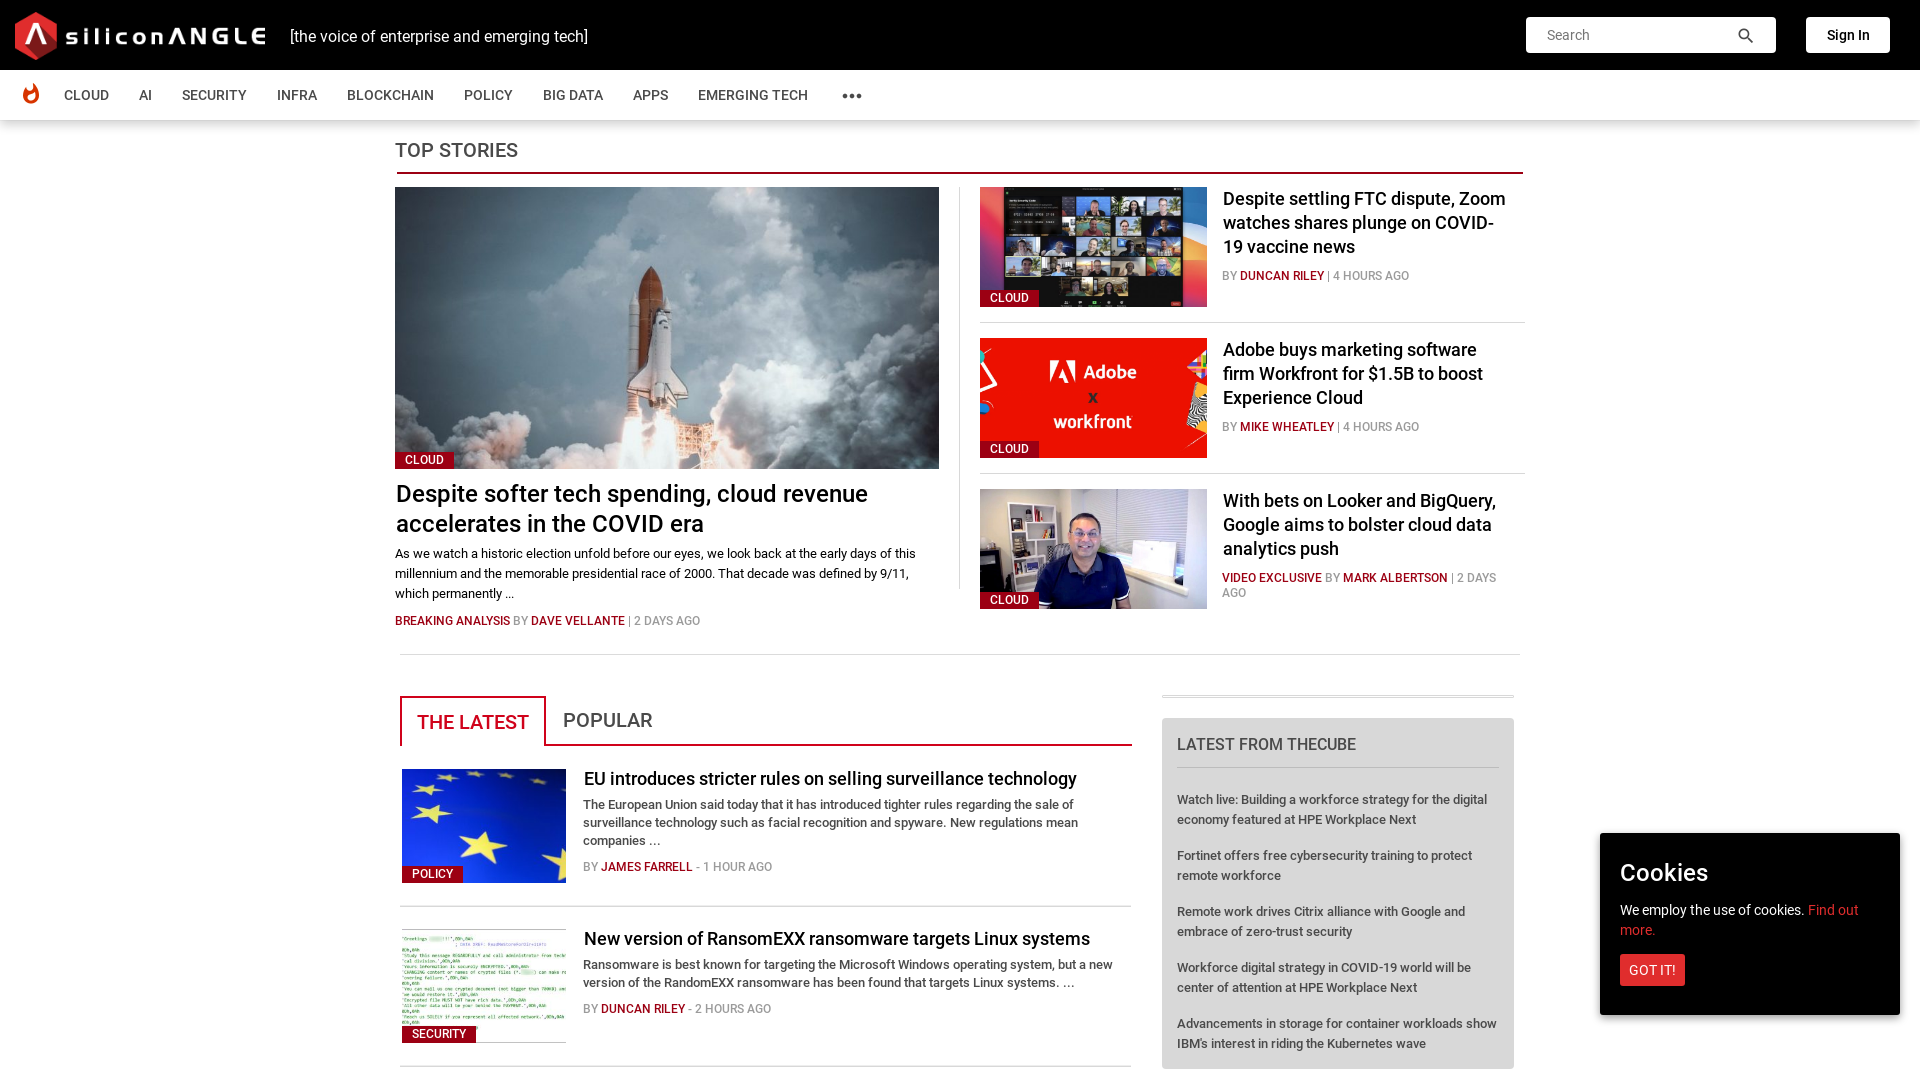 siliconANGLE
[the voice of enterprise and emerging tech]
Search
Sign In
CLOUD
AI
SECURITY
INFRA
BLOCKCHAIN
POLICY
BIG DATA
APPS
EMERGING TECH
TOP STORIES
CLOUD
Despite softer tech spending, cloud revenue
accelerates in the COVID era
As we watch a historic election unfold before our eyes, we look back at the early days of this
millennium and the memorable presidential race of 2000. That decade was defined by 9/11,
which permanently ...
BREAKING ANALYSIS BY DAVE VELLANTE | 2 DAYS AGO
CLOUD
Despite settling FTC dispute, Zoom
watches shares plunge on COVID-
19 vaccine news
BY DUNCAN RILEY | 4 HOURS AGO
Adobe
x
workfront
CLOUD
Adobe buys marketing software
firm Workfront for $1.5B to boost
Experience Cloud
BY MIKE WHEATLEY | 4 HOURS AGO
CLOUD
With bets on Looker and BigQuery,
Google aims to bolster cloud data
analytics push
VIDEO EXCLUSIVE BY MARK ALBERTSON | 2 DAYS
AGO
THE LATEST
POPULAR
POLICY
EU introduces stricter rules on selling surveillance technology
The European Union said today that it has introduced tighter rules regarding the sale of
surveillance technology such as facial recognition and spyware. New regulations mean
companies ...
BY JAMES FARRELL - 1 HOUR AGO
SECURITY
New version of RansomEXX ransomware targets Linux systems
Ransomware is best known for targeting the Microsoft Windows operating system, but a new
version of the RandomEXX ransomware has been found that targets Linux systems. ...
BY DUNCAN RILEY - 2 HOURS AGO
LATEST FROM THECUBE
Watch live: Building a workforce strategy for the digital
economy featured at HPE Workplace Next
Fortinet offers free cybersecurity training to protect
remote workforce
Remote work drives Citrix alliance with Google and
embrace of zero-trust security
Workforce digital strategy in COVID-19 world will be
center of attention at HPE Workplace Next
Advancements in storage for container workloads show
IBM's interest in riding the Kubernetes wave
Cookies
We employ the use of cookies. Find out
more.
GOT IT!